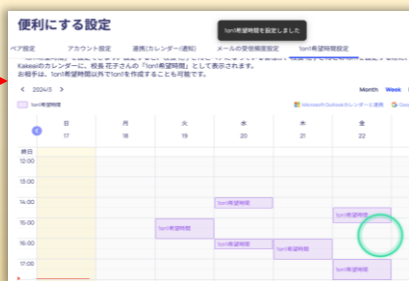 便利にする設定
1on1希望時間を設定しました
ペア設定
アカウント設定
連携(カレンダー/通知)
メールの受信頻度設定
1on1希望時間設定
Kakeaiのカレンダーに、校長 花子さんの「1on1希望時間」として表示されます。
お相手は、1on1希望時間以外で1on1を作成することも可能です。
2024/3
Month
Week
1on1希望時間
Microsoft Outlookカレンダーと連携
日 月 火 水 木 金
17 18 19 20 21 22
終日
12:00
13:00
14:00
1on1希望時間
1on1希望時間
15:00
1on1希望時間
16:00
1on1希望時間
1on1希望時間
17:00
1on1希望時間